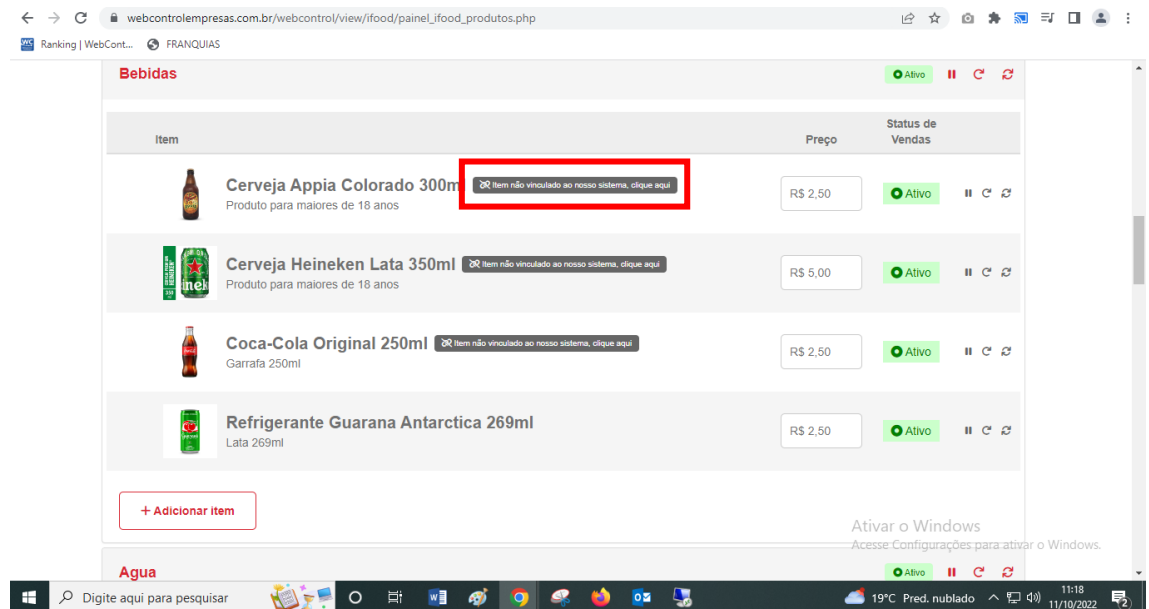 webcontrolempresas.com.br/webcontrol/view/ifood/painel_ifood_produtos.php
Ranking | WebCont...
FRANQUIAS
Bebidas
Ativo
Item
Preço
Status de
Vendas
Cerveja Appia Colorado 300m
Item não vinculado ao nosso sistema, clique aqui
Produto para maiores de 18 anos
R$ 2,50
Ativo
Cerveja Heineken Lata 350ml
Item não vinculado ao nosso sistema, clique aqui
Produto para maiores de 18 anos
R$ 5,00
Ativo
Coca-Cola Original 250ml
Item não vinculado ao nosso sistema, clique aqui
Garrafa 250ml
R$ 2,50
Ativo
Refrigerante Guarana Antarctica 269ml
Lata 269ml
R$ 2,50
Ativo
+ Adicionar item
Ativar o Windows
Acesse Configurações para ativar o Windows.
Agua
Ativo
Digite aqui para pesquisar
19°C Pred. nublado
11:18
11/10/2022
2